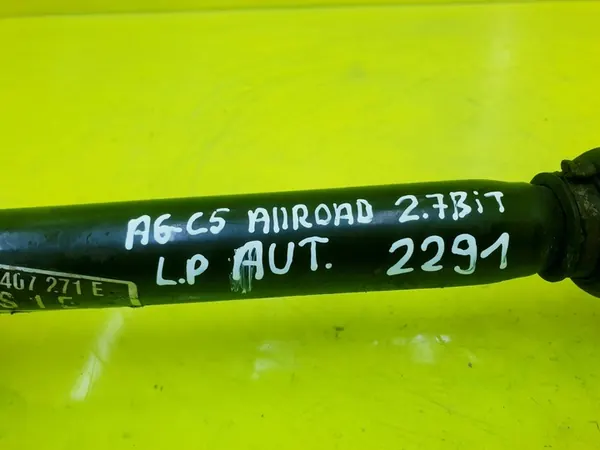 A6-C5 AllROAD 2.7BiT
L.P AUT. 2291
407 271 E